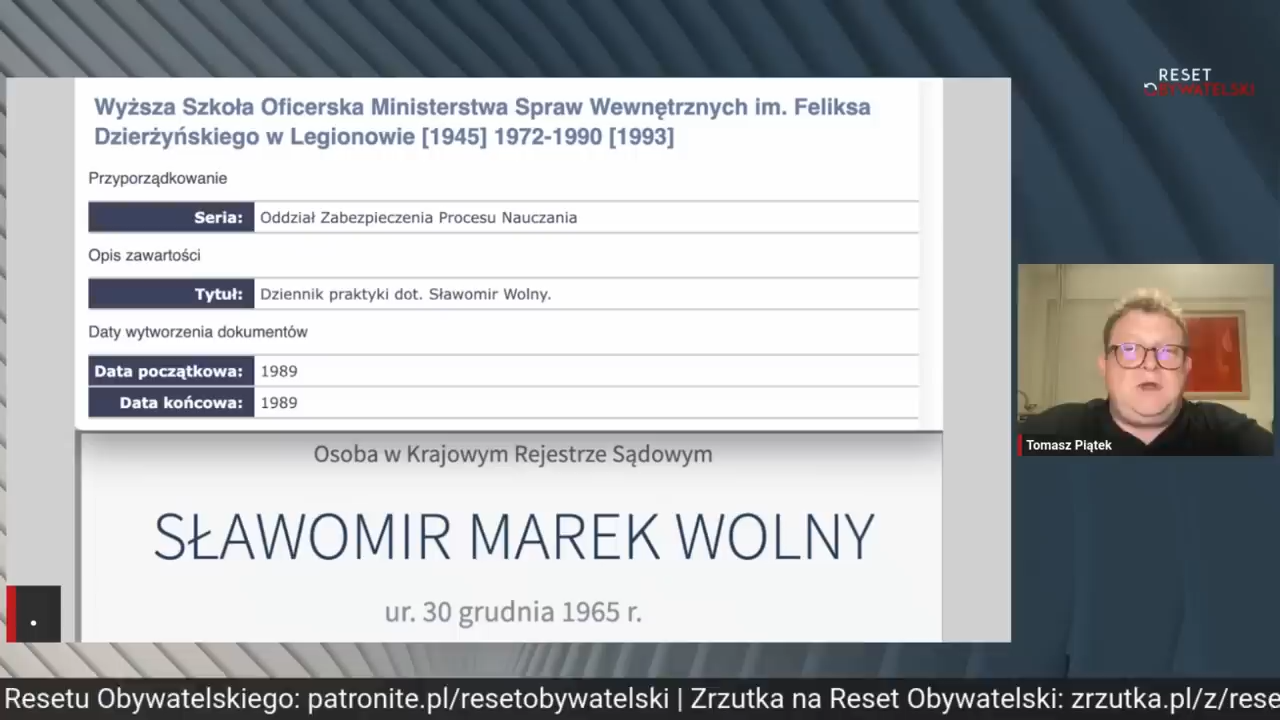 Wyższa Szkoła Oficerska Ministerstwa Spraw Wewnętrznych im. Feliksa
Dzierżyńskiego w Legionowie [1945] 1972-1990 [1993]
Przyporządkowanie
Seria: Oddział Zabezpieczenia Procesu Nauczania
Opis zawartości
Tytuł: Dziennik praktyki dot. Sławomir Wolny.
Daty wytworzenia dokumentów
Data początkowa: 1989
Data końcowa: 1989
Osoba w Krajowym Rejestrze Sądowym
SŁAWOMIR MAREK WOLNY
ur. 30 grudnia 1965 r.
.
RESET
OBYWATELSKI
Tomasz Piątek
Resetu Obywatelskiego: patronite.pl/resetobywatelski | Zrzutka na Reset Obywatelski: zrzutka.pl/z/rese